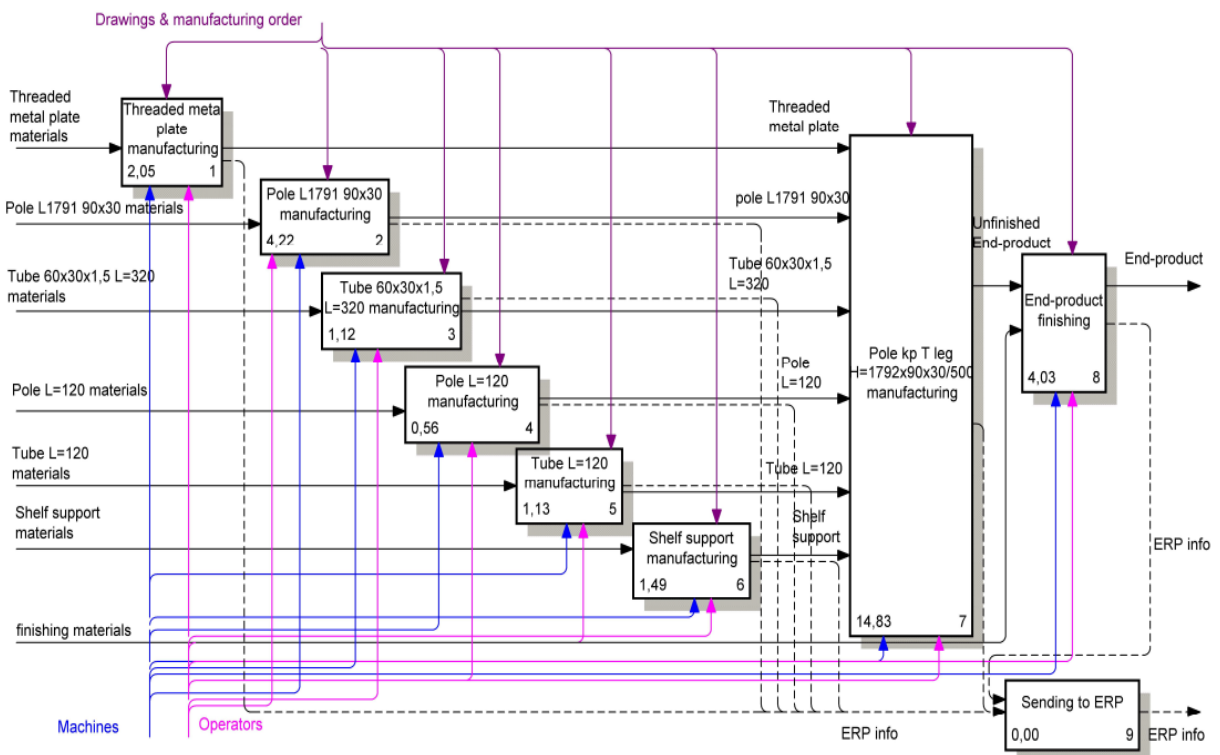 Drawings & manufacturing order
Threaded
metal plate
materials
Threaded metal
plate
manufacturing
2,05 1
Threaded
metal plate
Pole L1791 90x30 materials
Pole L1791 90x30
manufacturing
4,22 2
pole L1791 90x30
Unfinished
End-product
End-product
Tube 60x30x1,5 L=320
materials
Tube 60x30x1,5
L=320 manufacturing
1,12 3
Tube 60x30x1,5
L=320
End-product
finishing
4,03 8
Pole L=120 materials
Pole L=120
manufacturing
0,56 4
Pole
L=120
Pole kp T leg
H=1792x90x30/500
manufacturing
14,83 7
Tube L=120
materials
Tube L=120
manufacturing
1,13 5
Tube L=120
Shelf support
materials
Shelf support
manufacturing
1,49 6
Shelf
support
ERP info
finishing materials
Machines
Operators
ERP info
Sending to ERP
0,00 9
ERP info